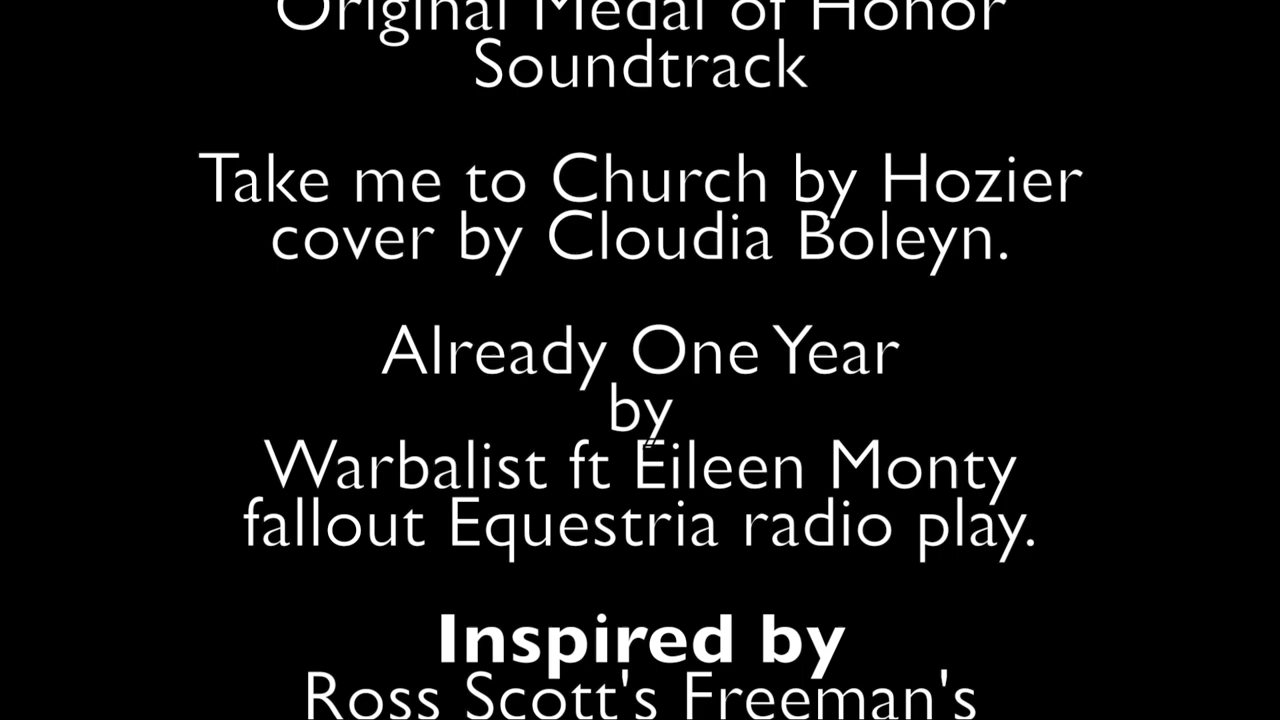 Original Medal of Honor
Soundtrack
Take me to Church by Hozier
cover by Cloudia Boleyn.
Already One Year
by
Warbalist ft Eileen Monty
fallout Equestria radio play.
Inspired by
Ross Scott's Freeman's